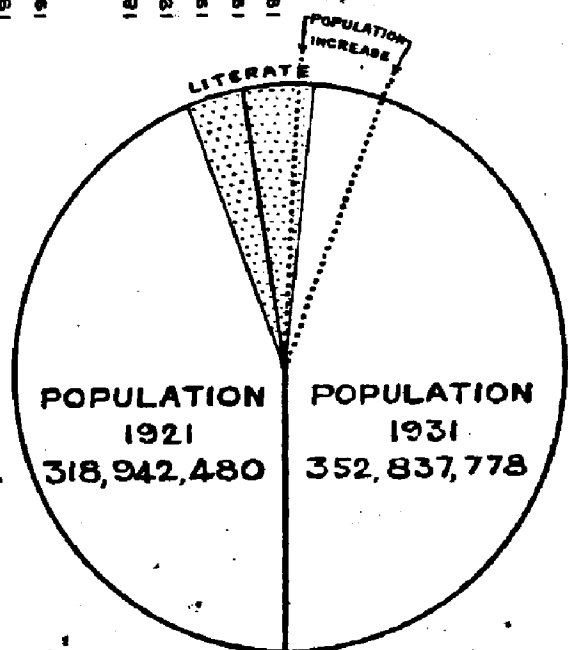 POPULATION
INCREASE
LITERATE
POPULATION
1921
318,942,480
POPULATION
1931
352,837,778